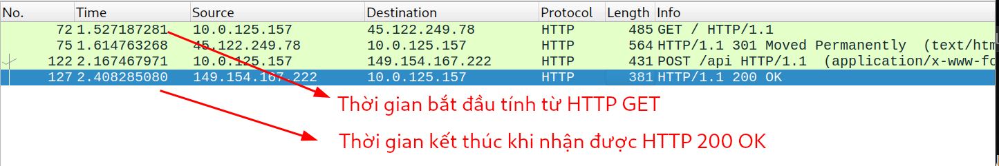 No. Time Source Destination Protocol Length Info
72 1.527187281 10.0.125.157 45.122.249.78 HTTP 485 GET / HTTP/1.1
75 1.614763268 45.122.249.78 10.0.125.157 HTTP 564 HTTP/1.1 301 Moved Permanently (text/htm
122 2.167467971 10.0.125.157 149.154.167.222 HTTP 431 POST /api HTTP/1.1 (application/x-www-fo
127 2.408285080 149.154.167.222 10.0.125.157 HTTP 381 HTTP/1.1 200 OK
Thời gian bắt đầu tính từ HTTP GET
Thời gian kết thúc khi nhận được HTTP 200 OK